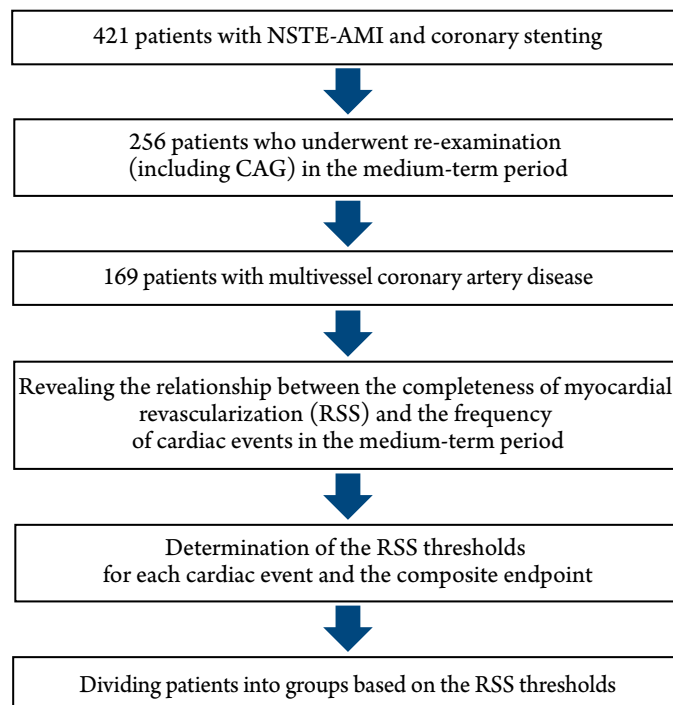 421 patients with NSTE-AMI and coronary stenting
256 patients who underwent re-examination
(including CAG) in the medium-term period
169 patients with multivessel coronary artery disease
Revealing the relationship between the completeness of myocardial
revascularization (RSS) and the frequency
of cardiac events in the medium-term period
Determination of the RSS thresholds
for each cardiac event and the composite endpoint
Dividing patients into groups based on the RSS thresholds